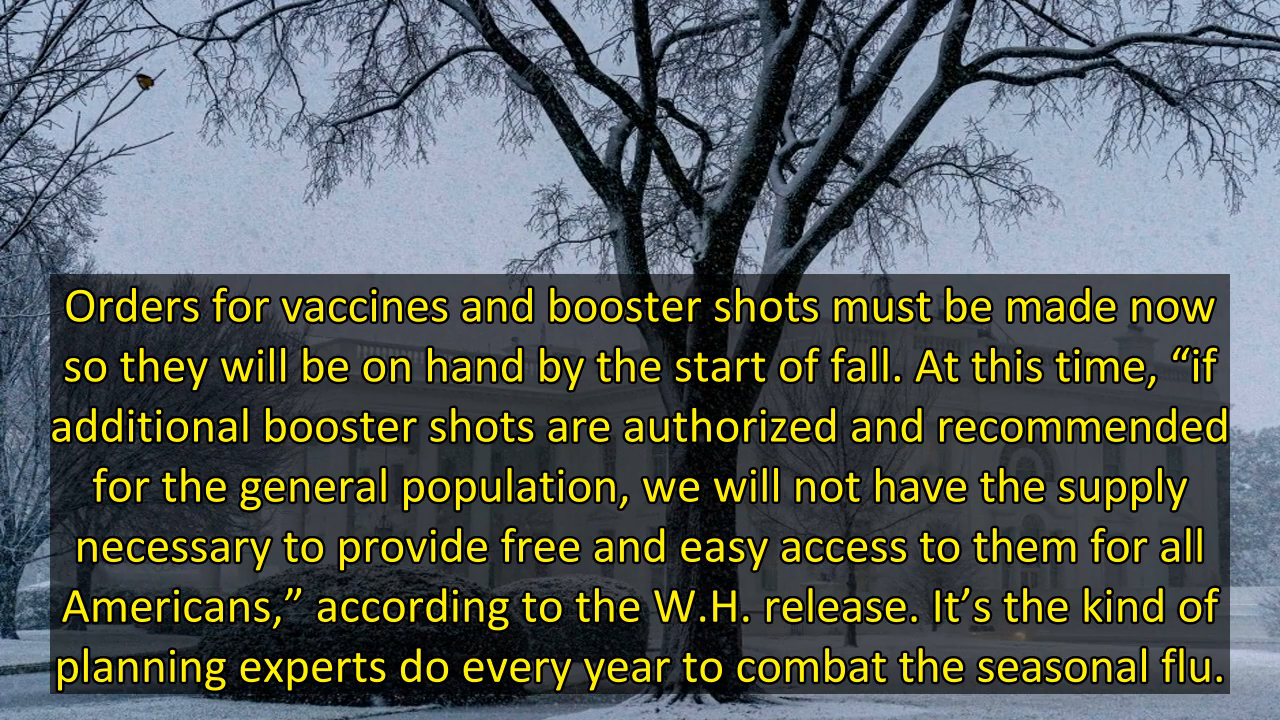 Orders for vaccines and booster shots must be made now
so they will be on hand by the start of fall. At this time, “if
additional booster shots are authorized and recommended
for the general population, we will not have the supply
necessary to provide free and easy access to them for all
Americans,” according to the W.H. release. It’s the kind of
planning experts do every year to combat the seasonal flu.